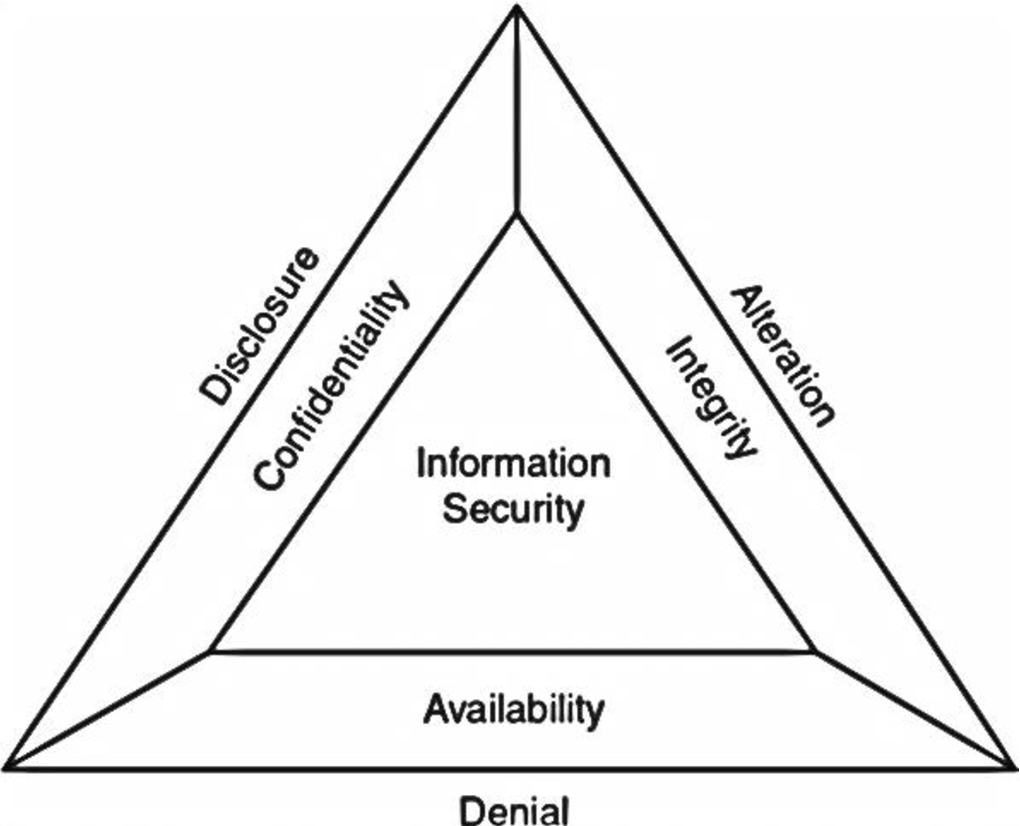 Disclosure
Confidentiality
Alteration
Integrity
Information
Security
Availability
Denial